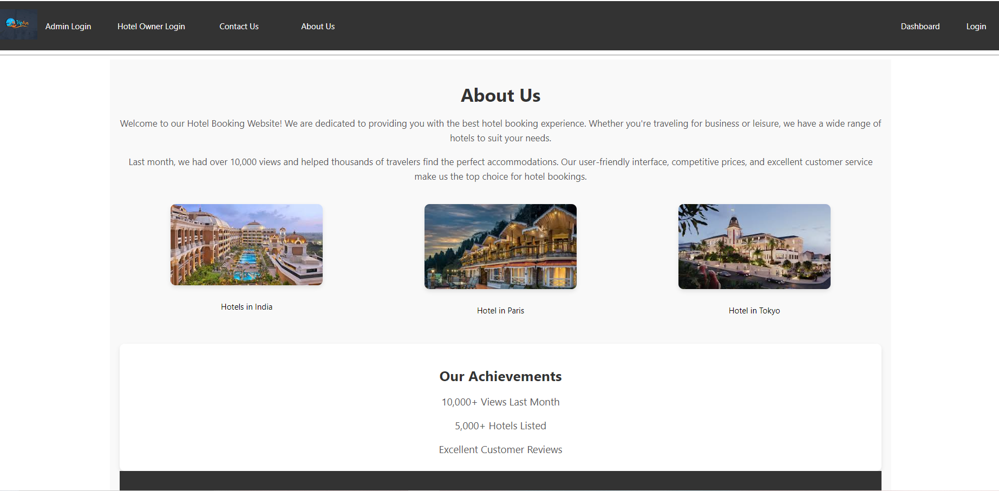 TripFun
Admin Login
Hotel Owner Login
Contact Us
About Us
Dashboard
Login
About Us
Welcome to our Hotel Booking Website! We are dedicated to providing you with the best hotel booking experience. Whether you're traveling for business or leisure, we have a wide range of
hotels to suit your needs.
Last month, we had over 10,000 views and helped thousands of travelers find the perfect accommodations. Our user-friendly interface, competitive prices, and excellent customer service
make us the top choice for hotel bookings.
Hotels in India
Hotel in Paris
Hotel in Tokyo
Our Achievements
10,000+ Views Last Month
5,000+ Hotels Listed
Excellent Customer Reviews